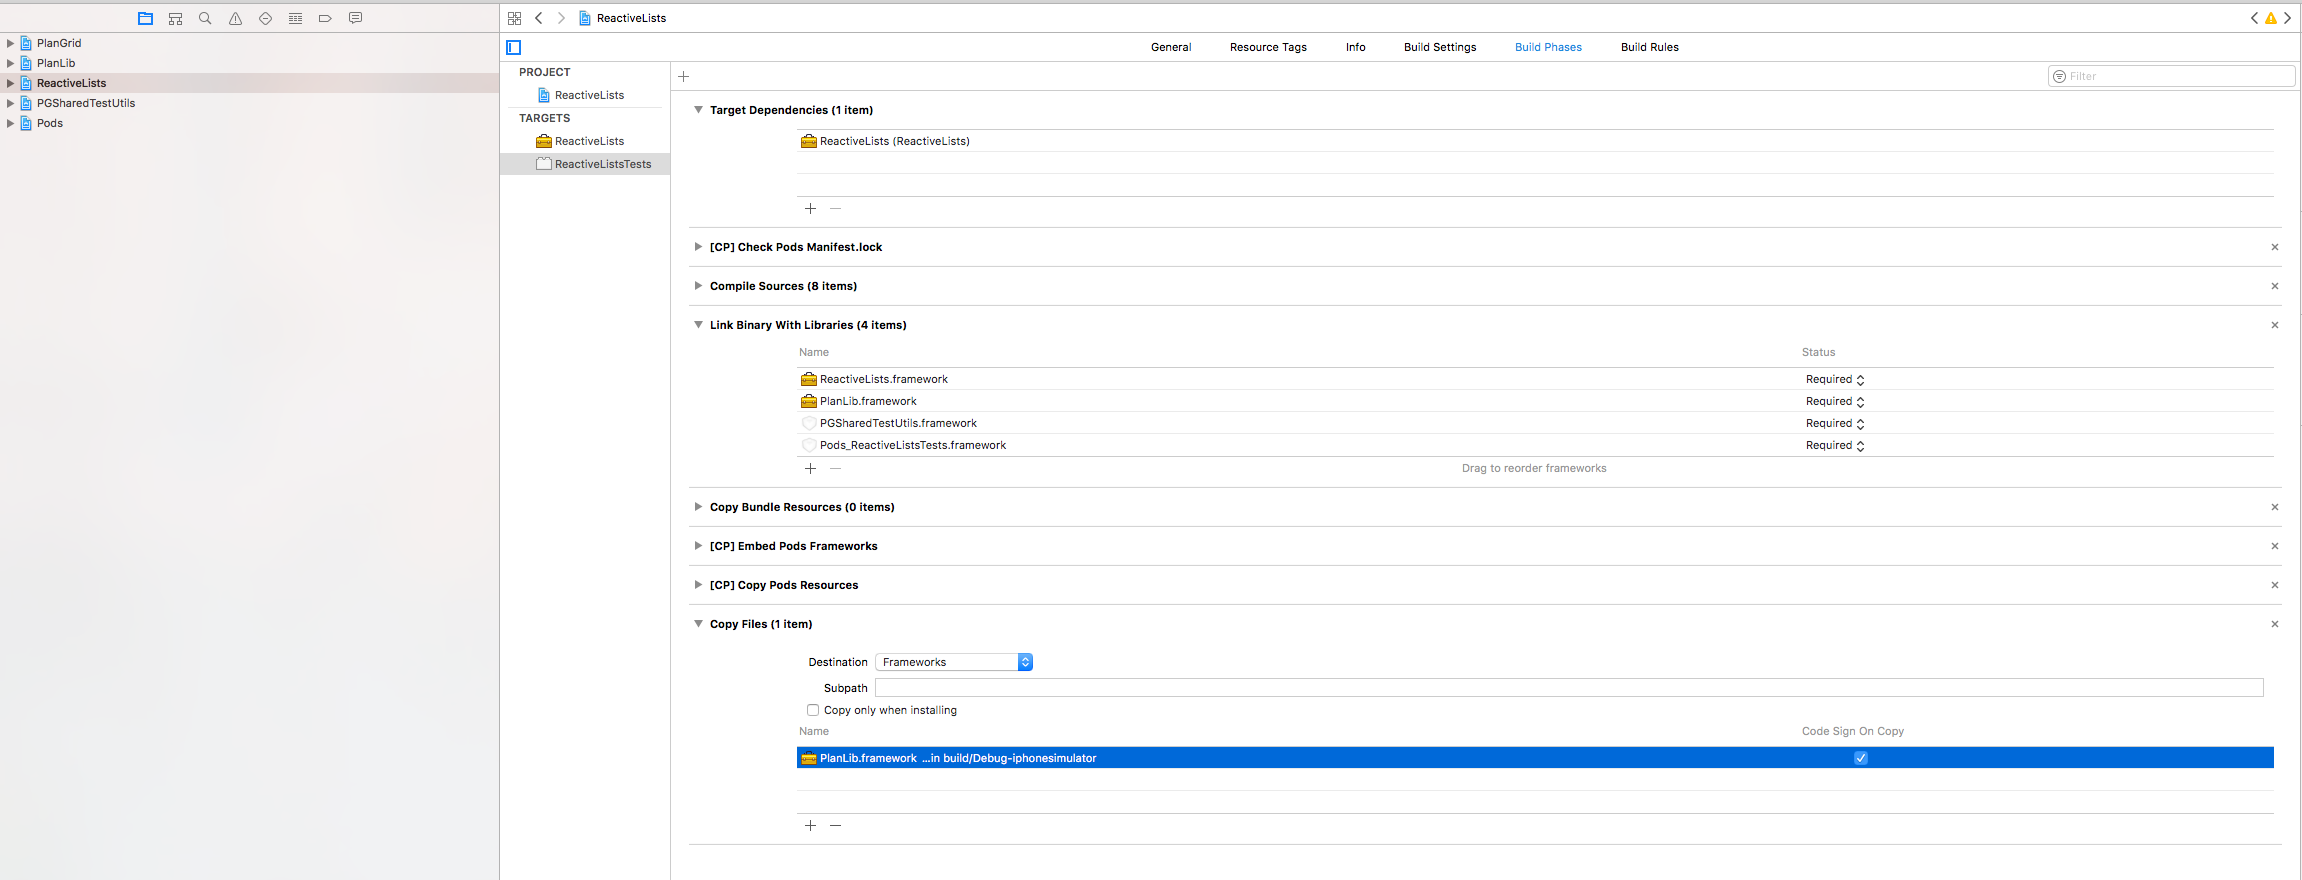 ReactiveLists
PlanGrid
PlanLib
ReactiveLists
PGSharedTestUtils
Pods
General
Resource Tags
Info
Build Settings
Build Phases
Build Rules
PROJECT
ReactiveLists
TARGETS
ReactiveLists
ReactiveListsTests
Filter
Target Dependencies (1 item)
ReactiveLists (ReactiveLists)
[CP] Check Pods Manifest.lock
Compile Sources (8 items)
Link Binary With Libraries (4 items)
Name Status
ReactiveLists.framework Required
PlanLib.framework Required
PGSharedTestUtils.framework Required
Pods_ReactiveListsTests.framework Required
Drag to reorder frameworks
Copy Bundle Resources (0 items)
[CP] Embed Pods Frameworks
[CP] Copy Pods Resources
Copy Files (1 item)
Destination Frameworks
Subpath
Copy only when installing
Name Code Sign On Copy
PlanLib.framework ...in build/Debug-iphonesimulator